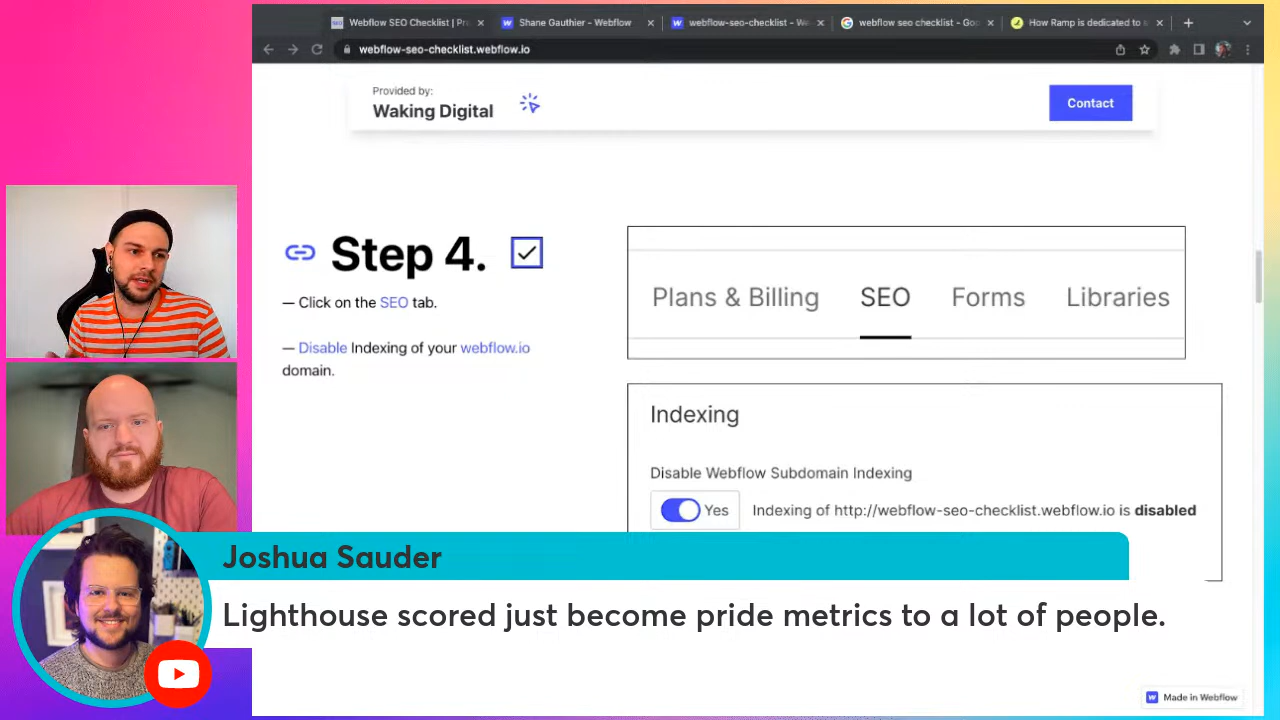 Webflow SEO Checklist | Pr
Shane Gauthier - Webflow
webflow-seo-checklist - We
webflow seo checklist - Goo
How Ramp is dedicated to s
webflow-seo-checklist.webflow.io
Provided by:
Waking Digital
Contact
Step 4.
— Click on the SEO tab.
— Disable Indexing of your webflow.io
domain.
Plans & Billing SEO Forms Libraries
Indexing
Disable Webflow Subdomain Indexing
Yes Indexing of http://webflow-seo-checklist.webflow.io is disabled
Joshua Sauder
Lighthouse scored just become pride metrics to a lot of people.
Made in Webflow